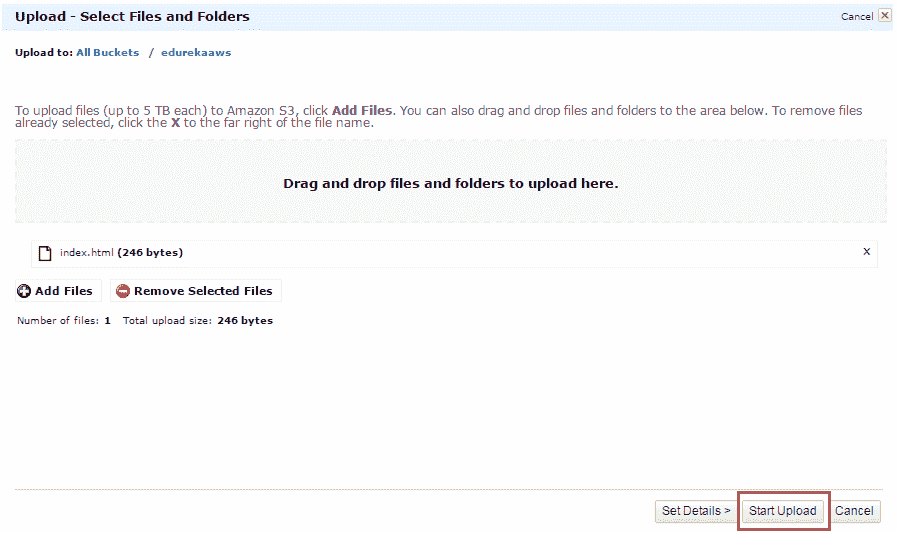 Upload - Select Files and Folders
Cancel X
Upload to: All Buckets / edurekaaws
To upload files (up to 5 TB each) to Amazon S3, click Add Files. You can also drag and drop files and folders to the area below. To remove files
already selected, click the X to the far right of the file name.
Drag and drop files and folders to upload here.
index.html (246 bytes) x
Add Files Remove Selected Files
Number of files: 1 Total upload size: 246 bytes
Set Details > Start Upload Cancel